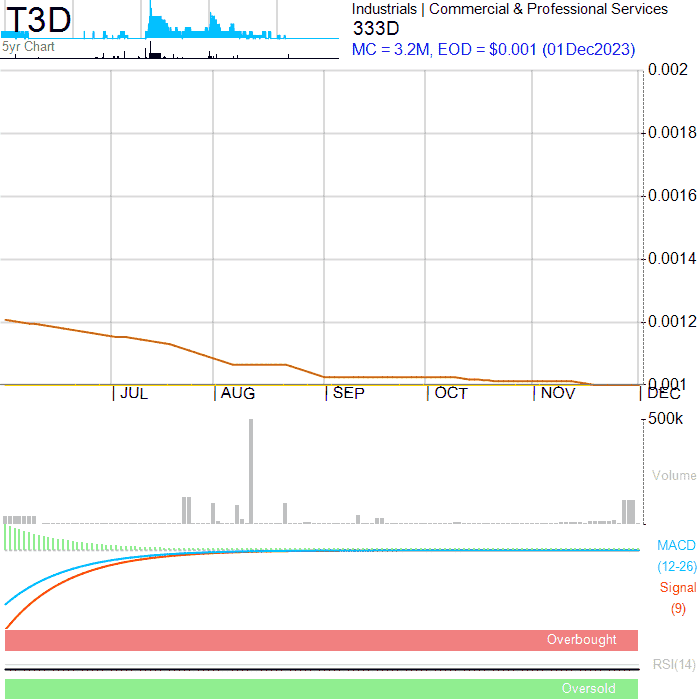 T3D
5yr Chart
Industrials | Commercial & Professional Services
333D
MC = 3.2M, EOD = $0.001 (01Dec2023)
0.002
0.0018
0.0016
0.0014
0.0012
0.001
JUL AUG SEP OCT NOV DEC
500k
Volume
MACD
(12-26)
Signal
(9)
Overbought
RSI(14)
Oversold